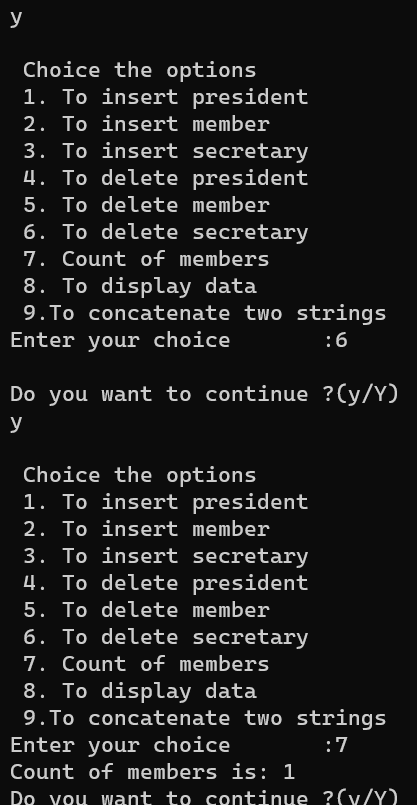 y
Choice the options
1. To insert president
2. To insert member
3. To insert secretary
4. To delete president
5. To delete member
6. To delete secretary
7. Count of members
8. To display data
9.To concatenate two strings
Enter your choice       :6
Do you want to continue ?(y/Y)
y
Choice the options
1. To insert president
2. To insert member
3. To insert secretary
4. To delete president
5. To delete member
6. To delete secretary
7. Count of members
8. To display data
9.To concatenate two strings
Enter your choice       :7
Count of members is: 1
Do you want to continue ?(y/Y)